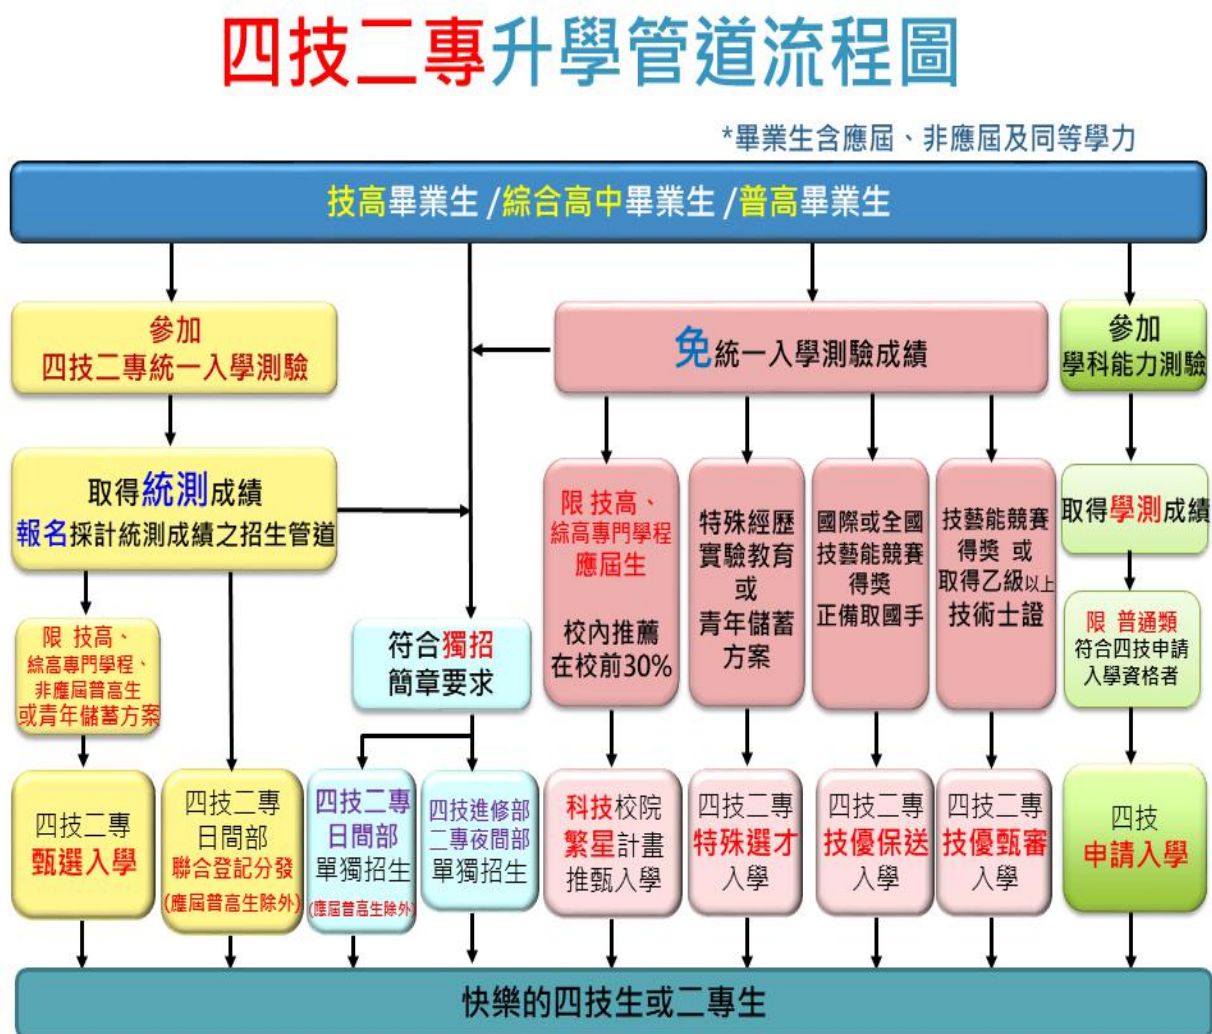 四技二專升學管道流程圖
*畢業生含應屆、非應屆及同等學力
技高畢業生/綜合高中畢業生/普高畢業生
參加
四技二專統一入學測驗
免統一入學測驗成績
參加
學科能力測驗
取得統測成績
報名採計統測成績之招生管道
限 技高、
綜高專門學程
應屆生
校內推薦
在校前30%
特殊經歷
實驗教育
或
青年儲蓄
方案
國際或全國
技藝能競賽
得獎
正備取國手
技藝能競賽
得獎 或
取得乙級以上
技術士證
取得學測成績
限 技高、
綜高專門學程、
非應屆普高生
或青年儲蓄方案
符合獨招
簡章要求
限 普通類
符合四技申請
入學資格者
四技二專
甄選入學
四技二專
日間部
聯合登記分發
(應屆普高生除外)
四技二專
日間部
單獨招生
(應屆普高生除外)
四技進修部
二專夜間部
單獨招生
科技校院
繁星計畫
推甄入學
四技二專
特殊選才
入學
四技二專
技優保送
入學
四技二專
技優甄審
入學
四技
申請入學
快樂的四技生或二專生